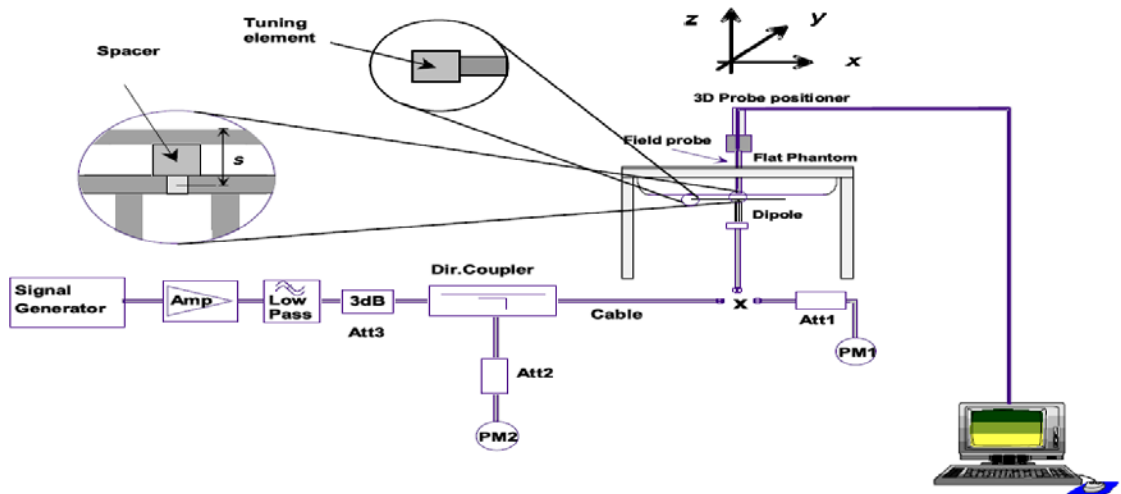 Tuning
element
Spacer
s
z
y
x
3D Probe positioner
Field probe
Flat Phantom
Dipole
Dir.Coupler
Signal
Generator
Amp
Low
Pass
3dB
Att3
Cable
x
Att1
PM1
Att2
PM2